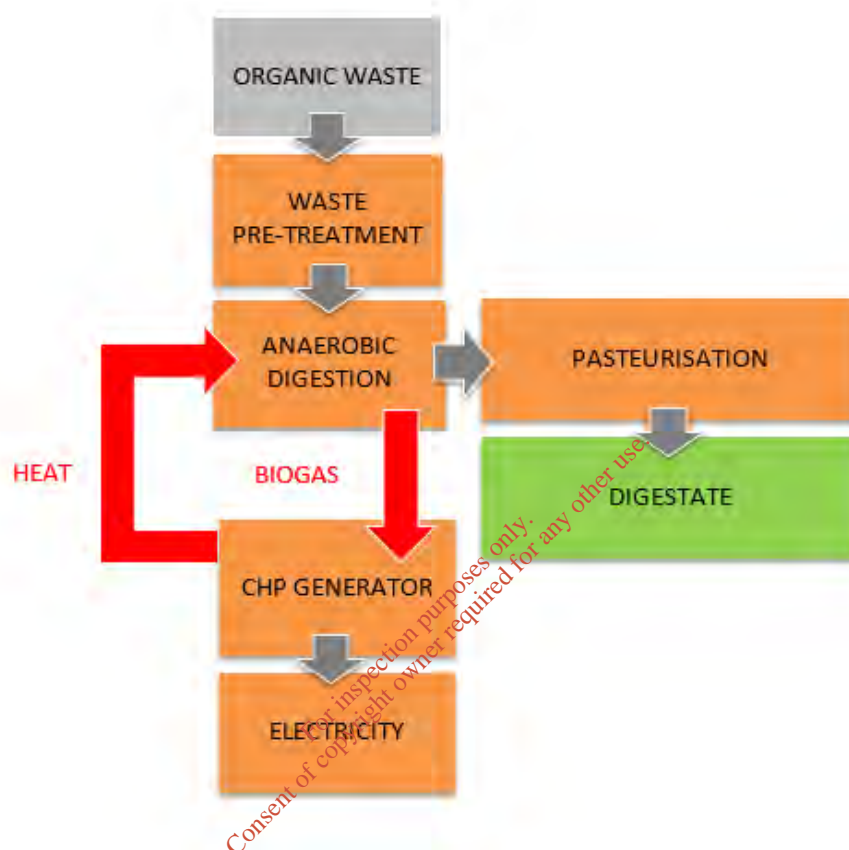 ORGANIC WASTE
WASTE
PRE-TREATMENT
ANAEROBIC
DIGESTION
PASTEURISATION
HEAT
BIOGAS
DIGESTATE
CHP GENERATOR
ELECTRICITY
For inspection purposes only.
Consent of copyright owner required for any other use.